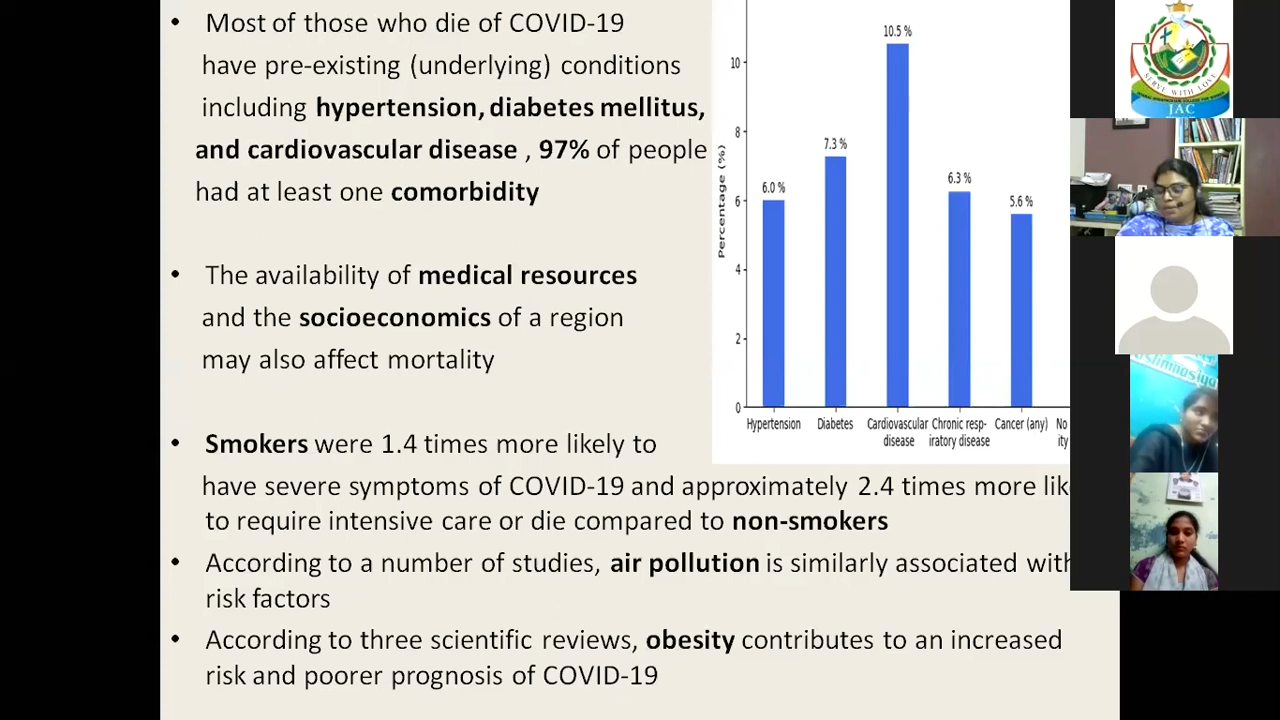 • Most of those who die of COVID-19
have pre-existing (underlying) conditions
including hypertension, diabetes mellitus,
and cardiovascular disease , 97% of people
had at least one comorbidity
• The availability of medical resources
and the socioeconomics of a region
may also affect mortality
• Smokers were 1.4 times more likely to
have severe symptoms of COVID-19 and approximately 2.4 times more lik
to require intensive care or die compared to non-smokers
• According to a number of studies, air pollution is similarly associated with
risk factors
• According to three scientific reviews, obesity contributes to an increased
risk and poorer prognosis of COVID-19
Percentage (%)
10
8
6
4
2
0
6.0 %
7.3 %
10.5 %
6.3 %
5.6 %
Hypertension
Diabetes
Cardiovascular
disease
Chronic resp-
iratory disease
Cancer (any)
No
ity
SERVE WITH LOVE
JAC